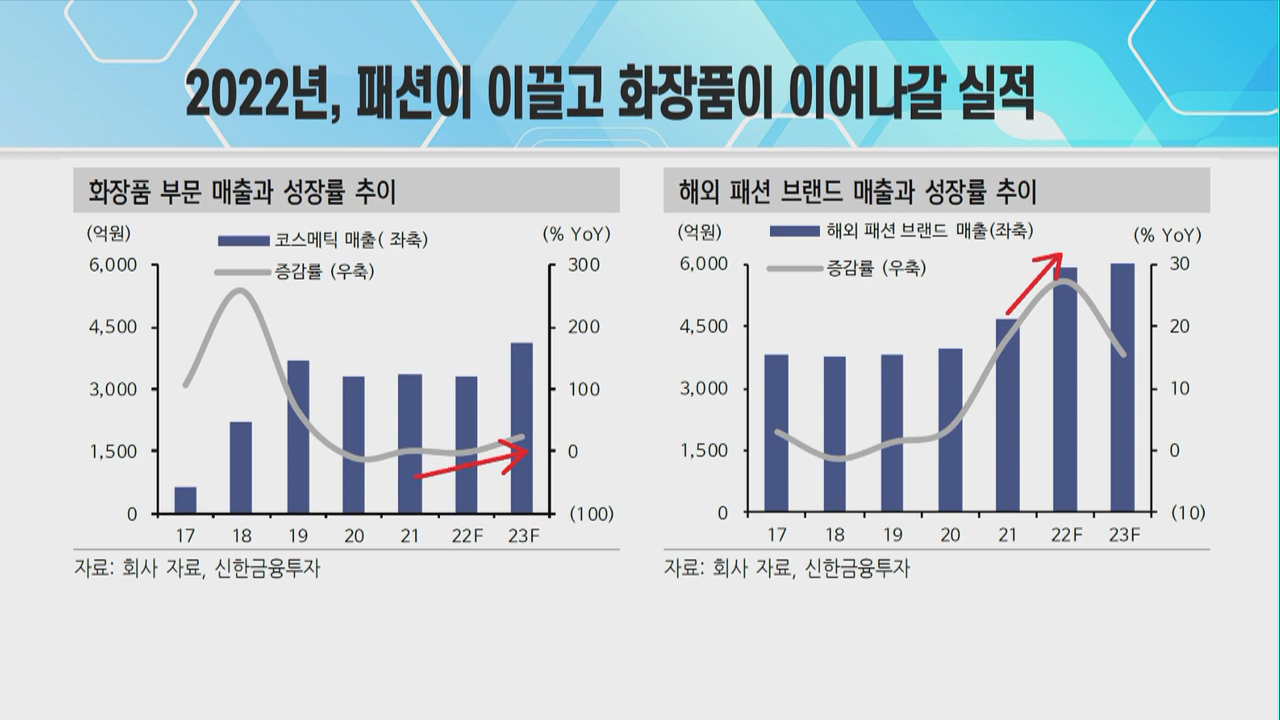 2022년, 패션이 이끌고 화장품이 이어나갈 실적
화장품 부문 매출과 성장률 추이
(억원)
코스메틱 매출( 좌축)
(% YoY)
증감률 (우축)
6,000
4,500
3,000
1,500
0
300
200
100
0
(100)
17 18 19 20 21 22F 23F
자료: 회사 자료, 신한금융투자
해외 패션 브랜드 매출과 성장률 추이
(억원)
해외 패션 브랜드 매출(좌축)
(% YoY)
증감률 (우축)
6,000
4,500
3,000
1,500
0
30
20
10
0
(10)
17 18 19 20 21 22F 23F
자료: 회사 자료, 신한금융투자